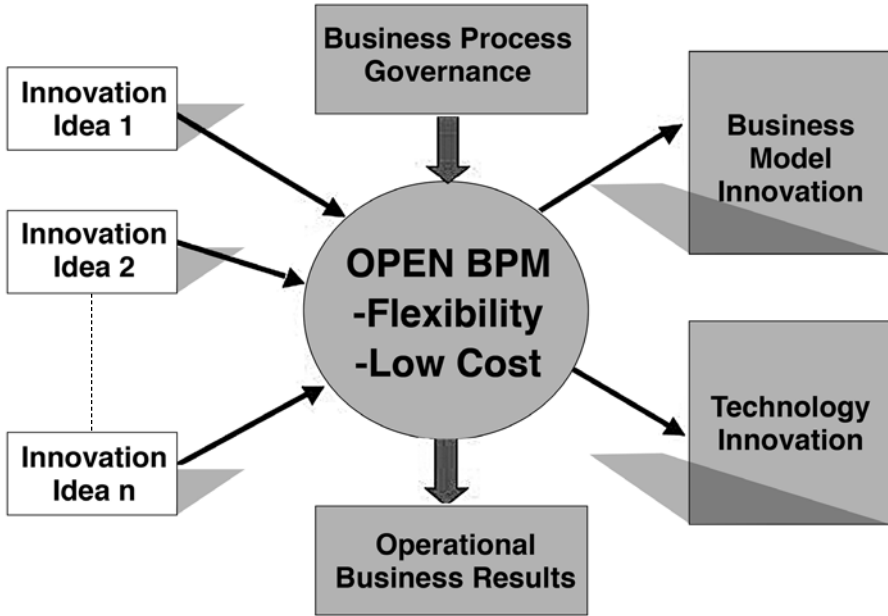 Business Process
Governance
Innovation
Idea 1
Innovation
Idea 2
Innovation
Idea n
OPEN BPM
-Flexibility
-Low Cost
Business
Model
Innovation
Technology
Innovation
Operational
Business Results